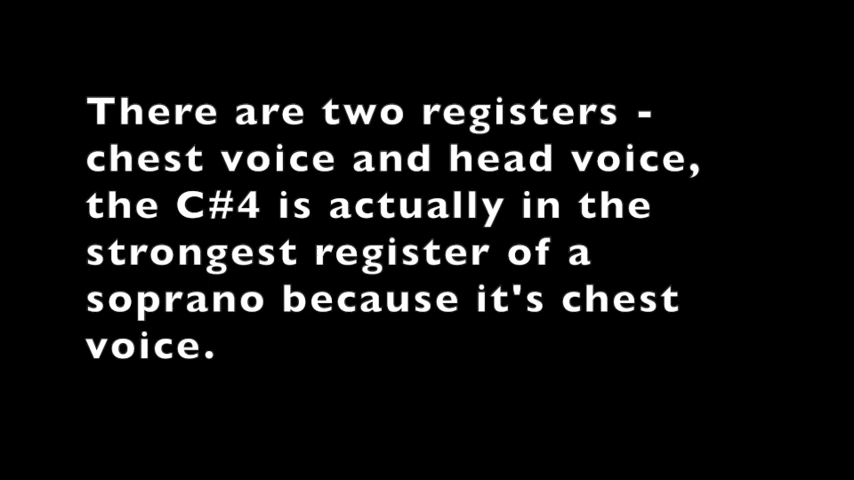 There are two registers -
chest voice and head voice,
the C#4 is actually in the
strongest register of a
soprano because it's chest
voice.